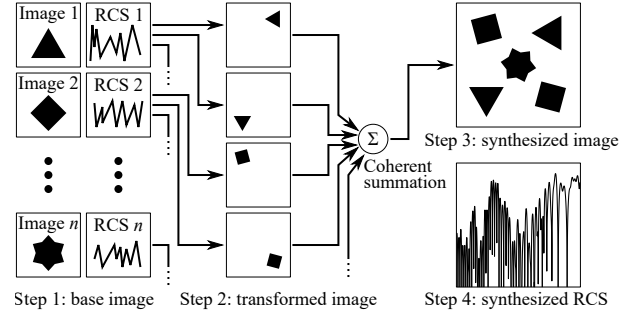 Image 1
RCS 1
Image 2
RCS 2
Image n
RCS n
Σ
Coherent
summation
Step 1: base image
Step 2: transformed image
Step 3: synthesized image
Step 4: synthesized RCS